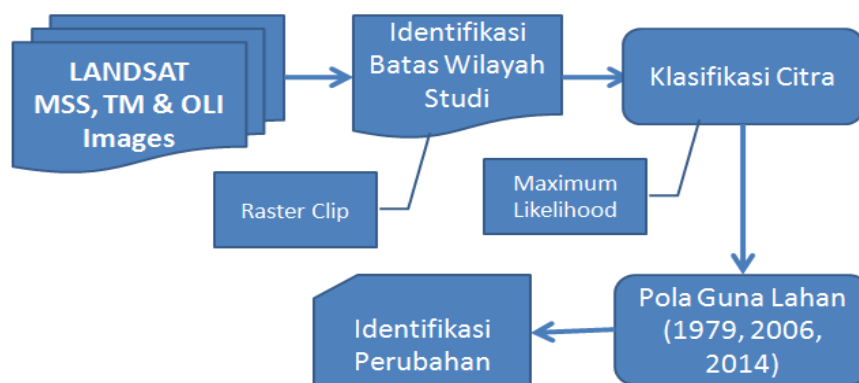 LANDSAT
MSS, TM & OLI
Images
Identifikasi
Batas Wilayah
Studi
Klasifikasi Citra
Raster Clip
Maximum
Likelihood
Pola Guna Lahan
(1979, 2006,
2014)
Identifikasi
Perubahan